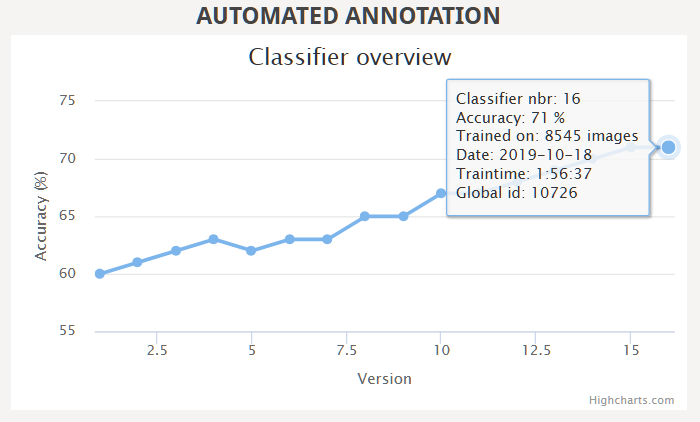 AUTOMATED ANNOTATION
Classifier overview
75
70
65
60
55
Accuracy (%)
Classifier nbr: 16
Accuracy: 71 %
Trained on: 8545 images
Date: 2019-10-18
Traintime: 1:56:37
Global id: 10726
2.5 5 7.5 10 12.5 15
Version
Highcharts.com